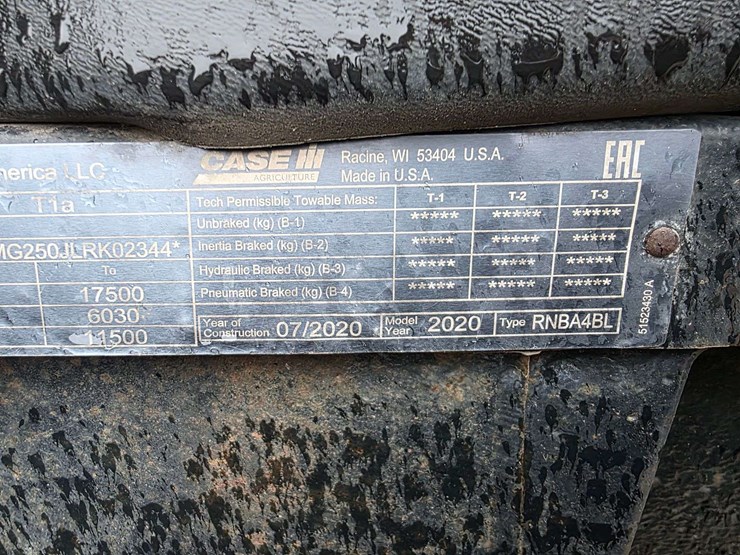 merica LLC
CASE IH
AGRICULTURE
Racine, WI 53404 U.S.A.
Made in U.S.A.
EAC
T1a
Tech Permissible Towable Mass: T-1 T-2 T-3
Unbraked (kg) (B-1) ***** ***** *****
MG250JLRK02344* Inertia Braked (kg) (B-2) ***** ***** *****
To Hydraulic Braked (kg) (B-3) ***** ***** *****
17500 Pneumatic Braked (kg) (B-4) ***** ***** *****
6030
11500
Year of
Construction 07/2020
Model
Year 2020
Type RNBA4BL
51523430 A